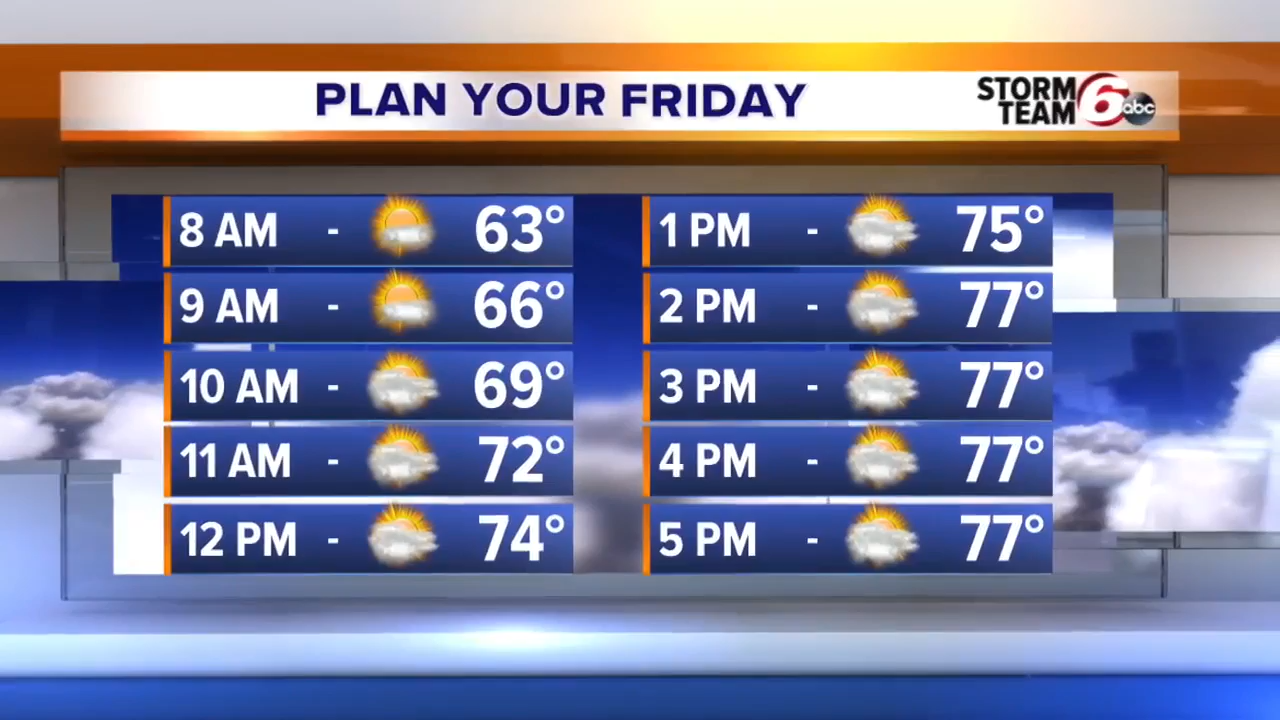 PLAN YOUR FRIDAY
STORM
TEAM 6 abc
8 AM - 63°
9 AM - 66°
10 AM - 69°
11 AM - 72°
12 PM - 74°
1 PM - 75°
2 PM - 77°
3 PM - 77°
4 PM - 77°
5 PM - 77°